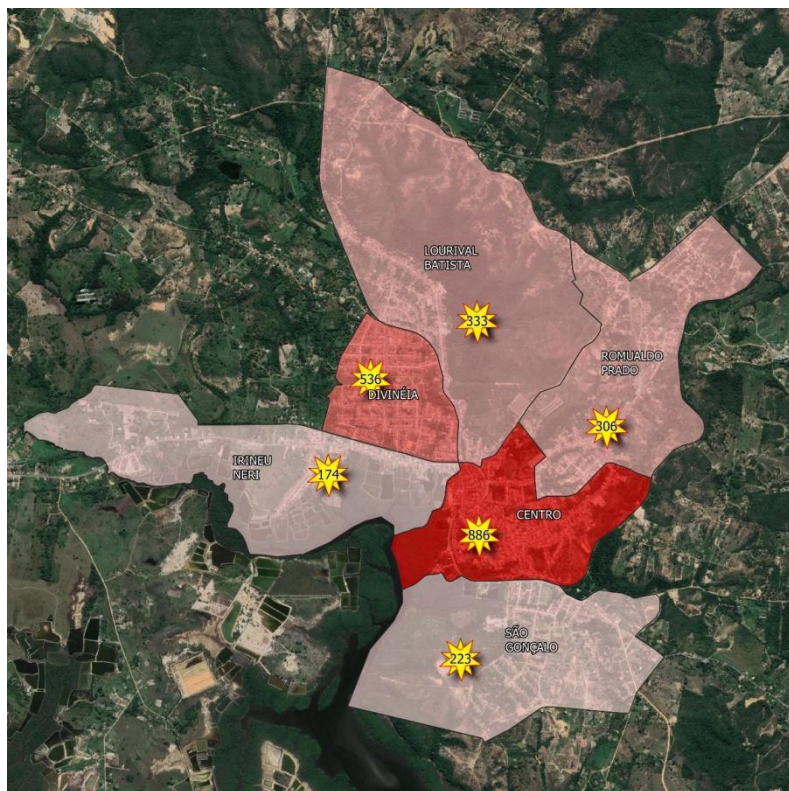 LOURIVAL
BATISTA
333
ROMUALDO
PRADO
536
DIVINÉIA
306
IRINEU
NERI
174
CENTRO
886
SÃO
GONÇALO
223